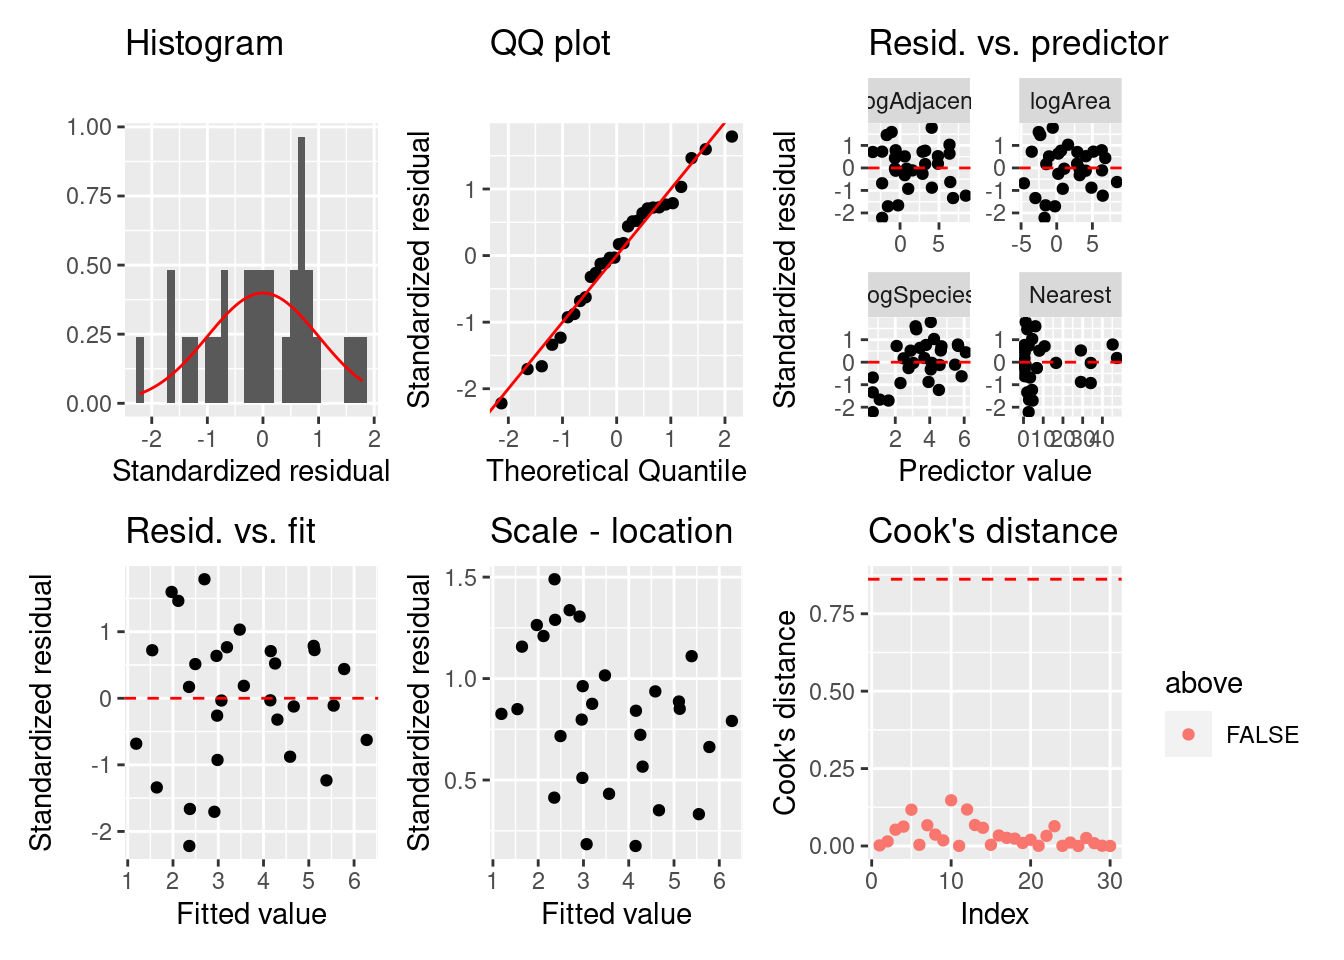 Histogram
1.00
0.75
0.50
0.25
0.00
-2 -1 0 1 2
Standardized residual
QQ plot
Standardized residual
1
0
-1
-2
-2 -1 0 1 2
Theoretical Quantile
Resid. vs. predictor
Standardized residual
ogAdjacen
logArea
1
0
-1
-2
0 5
1
0
-1
-2
-5 0 5
ogSpecies
Nearest
1
0
-1
-2
2 4 6
1
0
-1
-2
0 10 20 30 40
Predictor value
Resid. vs. fit
Standardized residual
1
0
-1
-2
1 2 3 4 5 6
Fitted value
Scale - location
Standardized residual
1.5
1.0
0.5
1 2 3 4 5 6
Fitted value
Cook's distance
Cook's distance
0.75
0.50
0.25
0.00
0 10 20 30
Index
above
FALSE